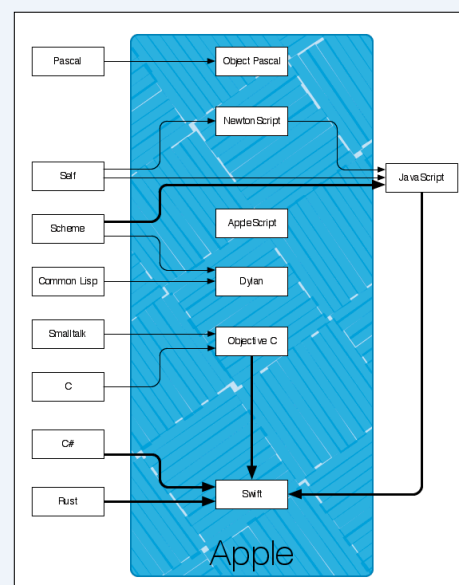 Pascal
Object Pascal
NewtonScript
Self
JavaScript
Scheme
AppleScript
Common Lisp
Dylan
Smalltalk
Objective C
C
C#
Rust
Swift
Apple